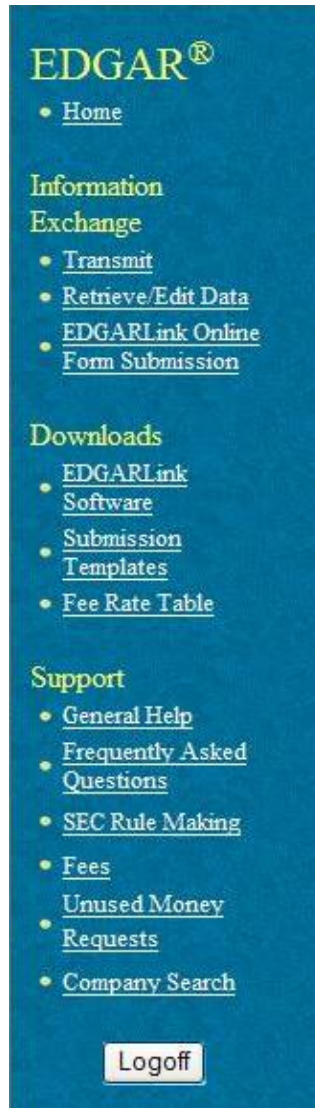 EDGAR®
Home
Information
Exchange
Transmit
Retrieve/Edit Data
EDGARLink Online
Form Submission
Downloads
EDGARLink
Software
Submission
Templates
Fee Rate Table
Support
General Help
Frequently Asked
Questions
SEC Rule Making
Fees
Unused Money
Requests
Company Search
Logoff